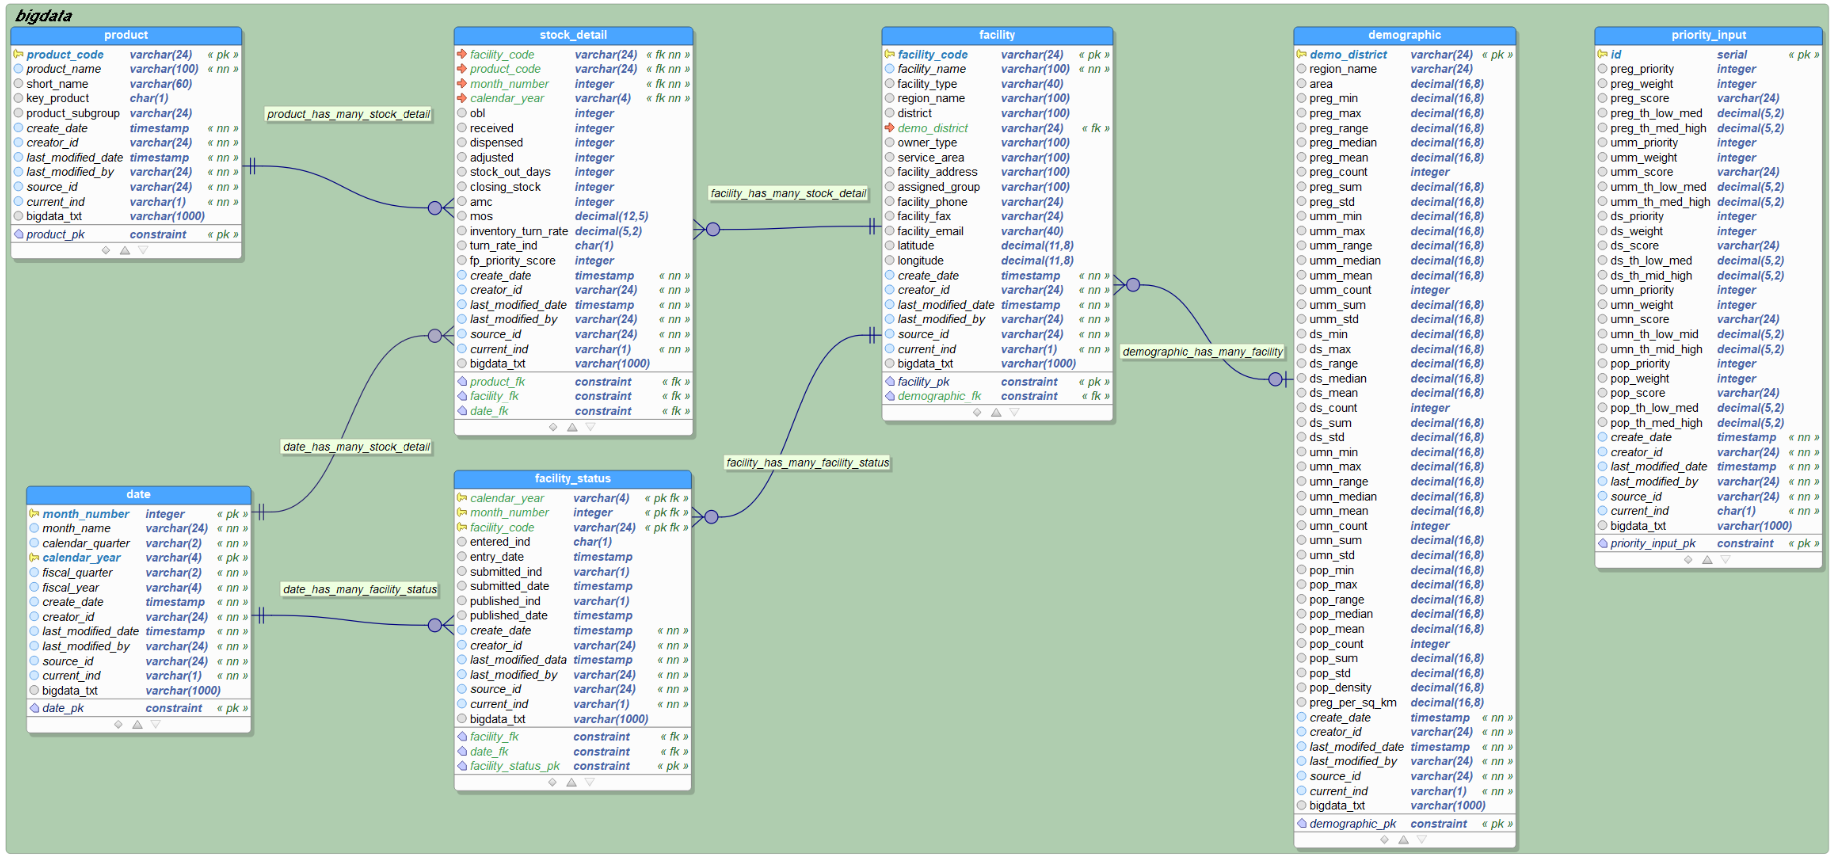 bigdata
product
product_code varchar(24) « pk »
product_name varchar(100) « nn »
short_name varchar(60)
key_product char(1)
product_subgroup varchar(24)
create_date timestamp « nn »
creator_id varchar(24) « nn »
last_modified_date timestamp « nn »
last_modified_by varchar(24) « nn »
source_id varchar(24) « nn »
current_ind varchar(1) « nn »
bigdata_txt varchar(1000)
product_pk constraint « pk »
product_has_many_stock_detail
stock_detail
facility_code varchar(24) « fk nn »
product_code varchar(24) « fk nn »
month_number integer « fk nn »
calendar_year varchar(4) « fk nn »
obl integer
received integer
dispensed integer
adjusted integer
stock_out_days integer
closing_stock integer
amc integer
mos decimal(12,5)
inventory_turn_rate decimal(5,2)
turn_rate_ind char(1)
fp_priority_score integer
create_date timestamp « nn »
creator_id varchar(24) « nn »
last_modified_date timestamp « nn »
last_modified_by varchar(24) « nn »
source_id varchar(24) « nn »
current_ind varchar(1) « nn »
bigdata_txt varchar(1000)
product_fk constraint « fk »
facility_fk constraint « fk »
date_fk constraint « fk »
facility_has_many_stock_detail
facility
facility_code varchar(24) « pk »
facility_name varchar(100) « nn »
facility_type varchar(40)
region_name varchar(100)
district varchar(100)
demo_district varchar(24) « fk »
owner_type varchar(100)
service_area varchar(100)
facility_address varchar(100)
assigned_group varchar(100)
facility_phone varchar(24)
facility_fax varchar(24)
facility_email varchar(40)
latitude decimal(11,8)
longitude decimal(11,8)
create_date timestamp « nn »
creator_id varchar(24) « nn »
last_modified_date timestamp « nn »
last_modified_by varchar(24) « nn »
source_id varchar(24) « nn »
current_ind varchar(1) « nn »
bigdata_txt varchar(1000)
facility_pk constraint « pk »
demographic_fk constraint « fk »
demographic_has_many_facility
demographic
demo_district varchar(24) « pk »
region_name varchar(24)
area decimal(16,8)
preg_min decimal(16,8)
preg_max decimal(16,8)
preg_range decimal(16,8)
preg_median decimal(16,8)
preg_mean decimal(16,8)
preg_count integer
preg_sum decimal(16,8)
preg_std decimal(16,8)
umm_min decimal(16,8)
umm_max decimal(16,8)
umm_range decimal(16,8)
umm_median decimal(16,8)
umm_mean decimal(16,8)
umm_count integer
umm_sum decimal(16,8)
umm_std decimal(16,8)
ds_min decimal(16,8)
ds_max decimal(16,8)
ds_range decimal(16,8)
ds_median decimal(16,8)
ds_mean decimal(16,8)
ds_count integer
ds_sum decimal(16,8)
ds_std decimal(16,8)
umn_min decimal(16,8)
umn_max decimal(16,8)
umn_range decimal(16,8)
umn_median decimal(16,8)
umn_mean decimal(16,8)
umn_count integer
umn_sum decimal(16,8)
umn_std decimal(16,8)
pop_min decimal(16,8)
pop_max decimal(16,8)
pop_range decimal(16,8)
pop_median decimal(16,8)
pop_mean decimal(16,8)
pop_count integer
pop_sum decimal(16,8)
pop_std decimal(16,8)
pop_density decimal(16,8)
preg_per_sq_km decimal(16,8)
create_date timestamp « nn »
creator_id varchar(24) « nn »
last_modifed_date timestamp « nn »
last_modified_by varchar(24) « nn »
source_id varchar(24) « nn »
current_ind varchar(1) « nn »
bigdata_txt varchar(1000)
demographic_pk constraint « pk »
priority_input
id serial « pk »
preg_priority integer
preg_weight integer
preg_score varchar(24)
preg_th_low_med decimal(5,2)
preg_th_med_high decimal(5,2)
umm_priority integer
umm_weight integer
umm_score varchar(24)
umm_th_low_med decimal(5,2)
umm_th_med_high decimal(5,2)
ds_priority integer
ds_weight integer
ds_score varchar(24)
ds_th_low_med decimal(5,2)
ds_th_mid_high decimal(5,2)
umn_priority integer
umn_weight integer
umn_score varchar(24)
umn_th_low_mid decimal(5,2)
umn_th_mid_high decimal(5,2)
pop_priority integer
pop_weight integer
pop_score varchar(24)
pop_th_low_med decimal(5,2)
pop_th_med_high decimal(5,2)
create_date timestamp « nn »
creator_id varchar(24) « nn »
last_modified_date timestamp « nn »
last_modified_by varchar(24) « nn »
source_id varchar(24) « nn »
current_ind char(1) « nn »
bigdata_txt varchar(1000)
priority_input_pk constraint « pk »
date_has_many_stock_detail
facility_has_many_facility_status
date
month_number integer « pk »
month_name varchar(24) « nn »
calendar_quarter varchar(2) « nn »
calendar_year varchar(4) « pk »
fiscal_quarter varchar(2) « nn »
fiscal_year varchar(4) « nn »
create_date timestamp « nn »
creator_id varchar(24) « nn »
last_modified_date timestamp « nn »
last_modified_by varchar(24) « nn »
source_id varchar(24) « nn »
current_ind varchar(1) « nn »
bigdata_txt varchar(1000)
date_pk constraint « pk »
date_has_many_facility_status
facility_status
calendar_year varchar(4) « pk fk »
month_number integer « pk fk »
facility_code varchar(24) « pk fk »
entered_ind char(1)
entry_date timestamp
submitted_ind varchar(1)
submitted_date timestamp
published_ind varchar(1)
published_date timestamp
create_date timestamp « nn »
creator_id varchar(24) « nn »
last_modified_data timestamp « nn »
last_modified_by varchar(24) « nn »
source_id varchar(24) « nn »
current_ind varchar(1) « nn »
bigdata_txt varchar(1000)
facility_fk constraint « fk »
date_fk constraint « fk »
facility_status_pk constraint « pk »